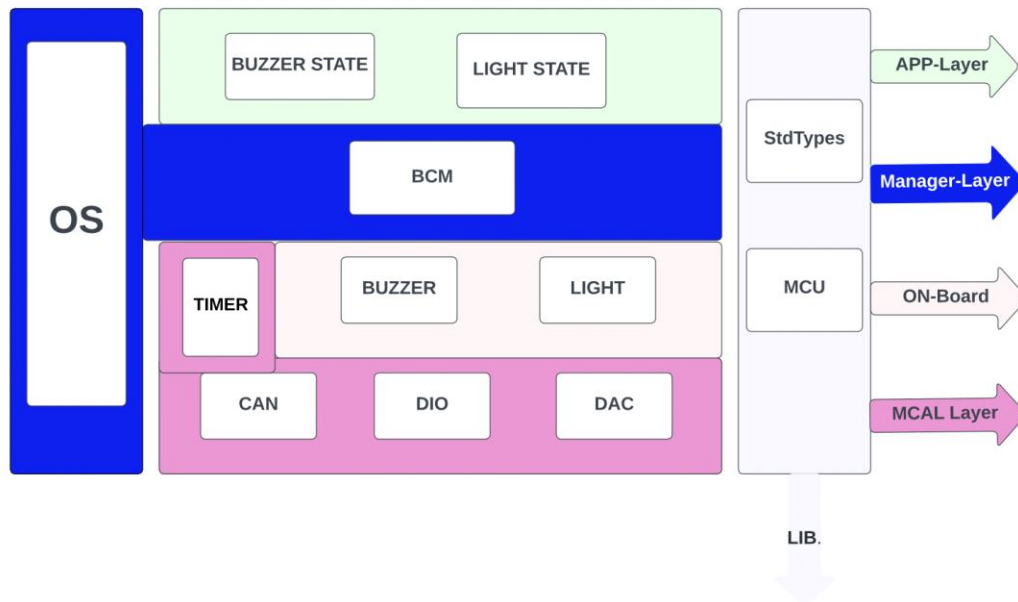 BUZZER STATE
LIGHT STATE
APP-Layer
StdTypes
BCM
Manager-Layer
OS
TIMER
BUZZER
LIGHT
MCU
ON-Board
CAN
DIO
DAC
MCAL Layer
LIB.